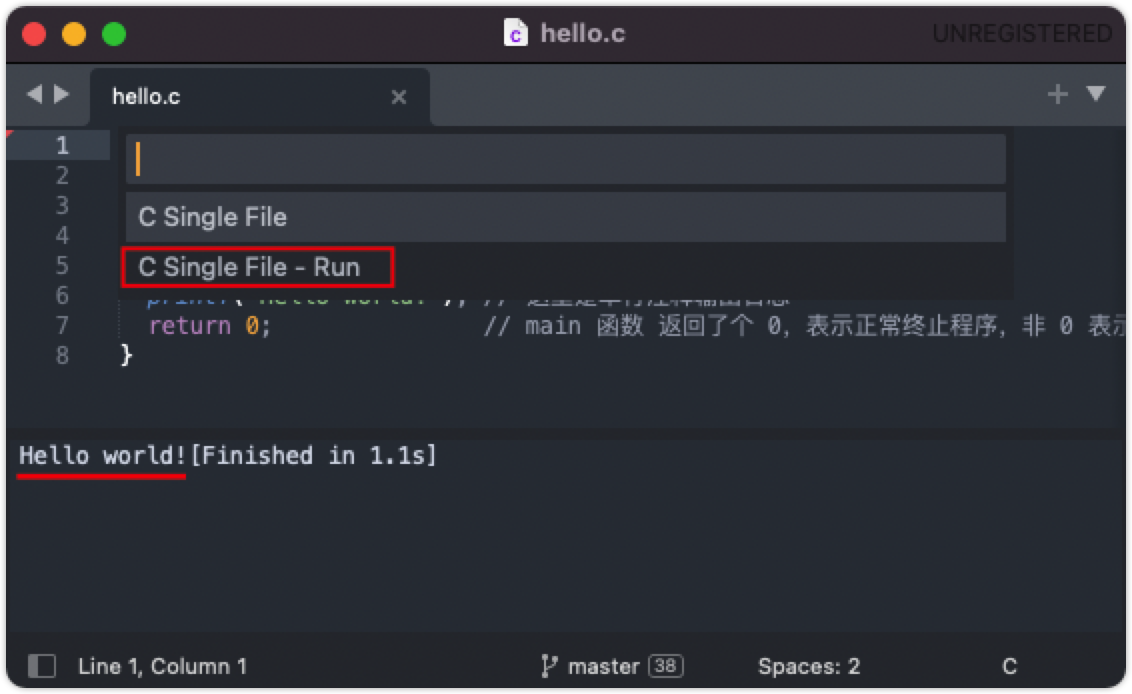 hello.c
UNREGISTERED
hello.c
1
2
3
4
5
6
7
8
C Single File
C Single File - Run
return 0; // main 函数 返回了个 0, 表示正常终止程序, 非 0 表示
}
Hello world![Finished in 1.1s]
Line 1, Column 1
master 38
Spaces: 2
C